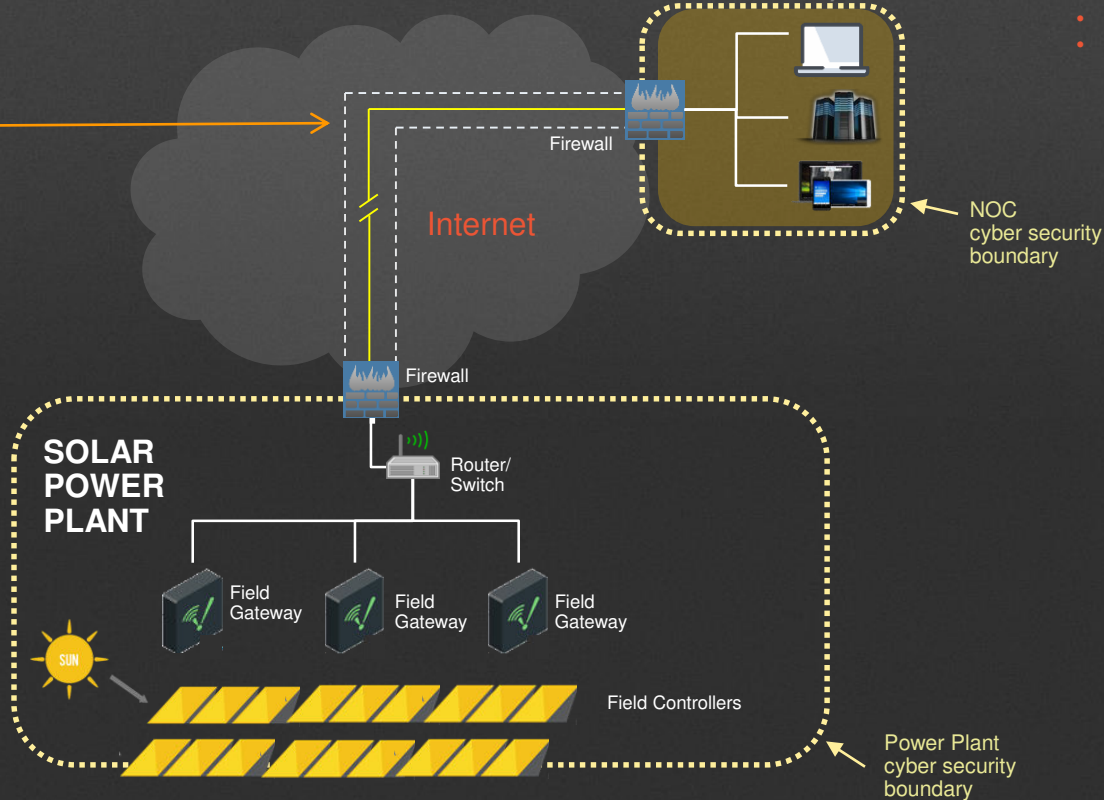 Firewall
Internet
NOC
cyber security
boundary
Firewall
SOLAR
POWER
PLANT
Router/
Switch
Field
Gateway
Field
Gateway
Field
Gateway
SUN
Field Controllers
Power Plant
cyber security
boundary